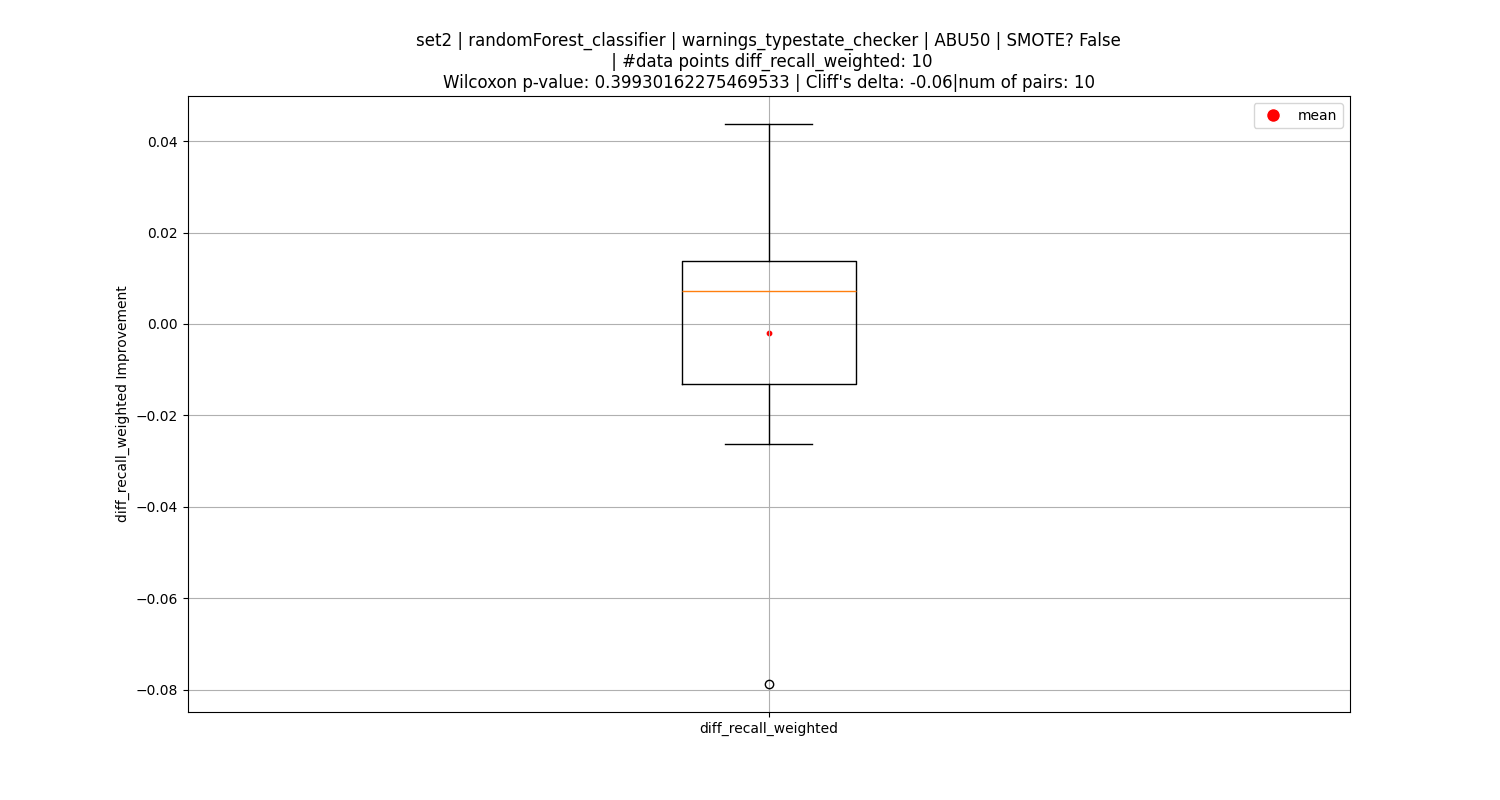 set2 | randomForest_classifier | warnings_typestate_checker | ABU50 | SMOTE? False
| #data points diff_recall_weighted: 10
Wilcoxon p-value: 0.39930162275469533 | Cliff's delta: -0.06|num of pairs: 10
mean
0.04
0.02
0.00
−0.02
−0.04
−0.06
−0.08
diff_recall_weighted Improvement
diff_recall_weighted